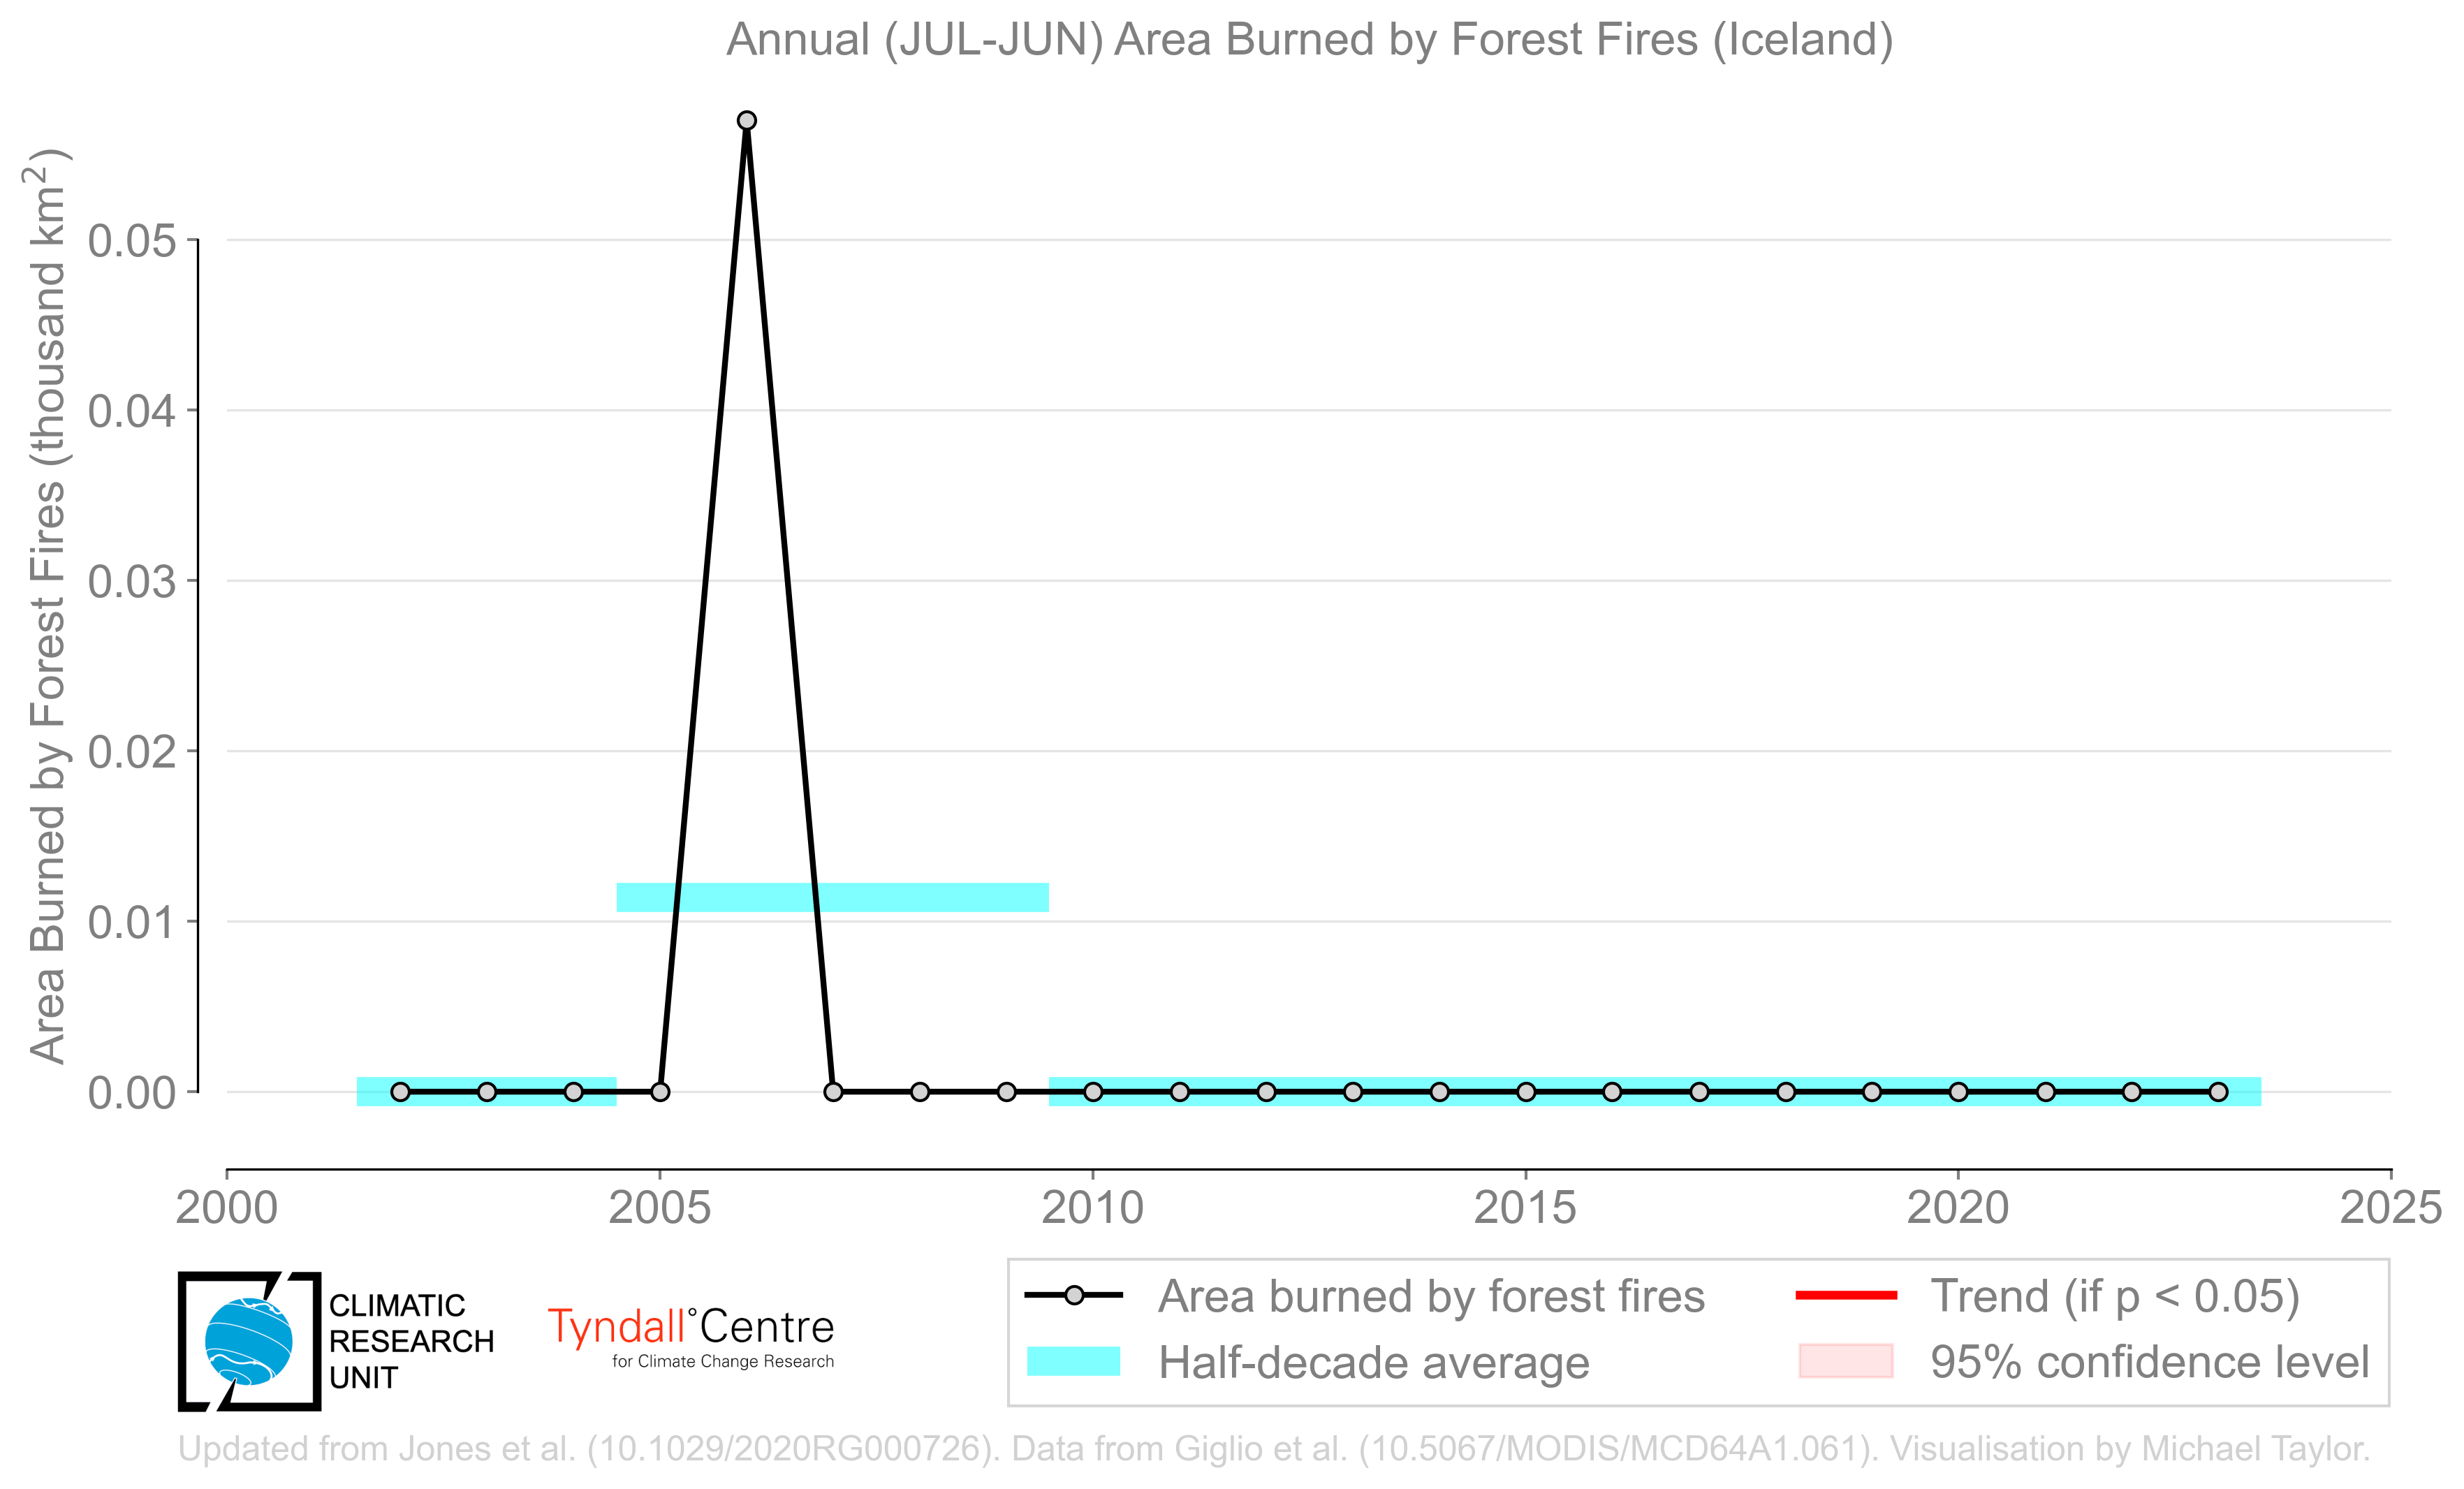 Annual (JUL-JUN) Area Burned by Forest Fires (Iceland)
Area Burned by Forest Fires (thousand km²)
0.05
0.04
0.03
0.02
0.01
0.00
2000 2005 2010 2015 2020 2025
CLIMATIC
RESEARCH
UNIT
Tyndall°Centre
for Climate Change Research
Area burned by forest fires
Half-decade average
Trend (if p < 0.05)
95% confidence level
Updated from Jones et al. (10.1029/2020RG000726). Data from Giglio et al. (10.5067/MODIS/MCD64A1.061). Visualisation by Michael Taylor.